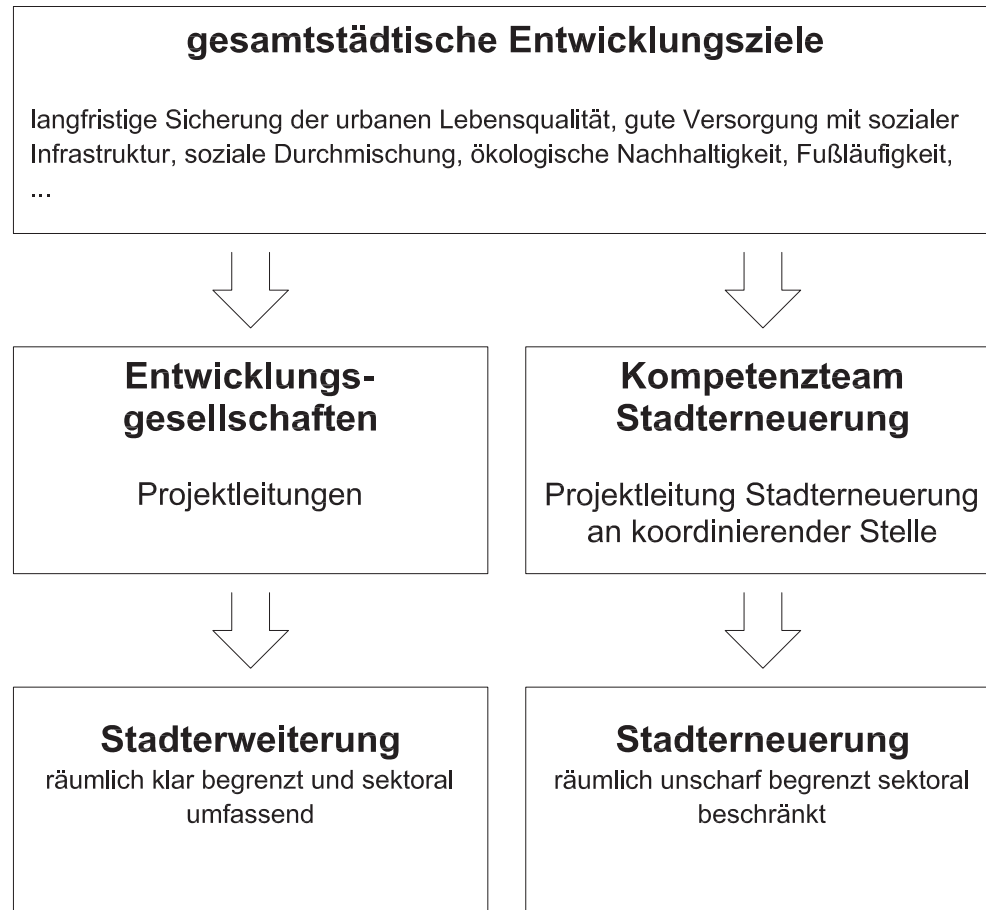 gesamtstädtische Entwicklungsziele
langfristige Sicherung der urbanen Lebensqualität, gute Versorgung mit sozialer
Infrastruktur, soziale Durchmischung, ökologische Nachhaltigkeit, Fußläufigkeit,
...
Entwicklungs-
gesellschaften
Projektleitungen
Kompetenzteam
Stadterneuerung
Projektleitung Stadterneuerung
an koordinierender Stelle
Stadterweiterung
räumlich klar begrenzt und sektoral
umfassend
Stadterneuerung
räumlich unscharf begrenzt sektoral
beschränkt